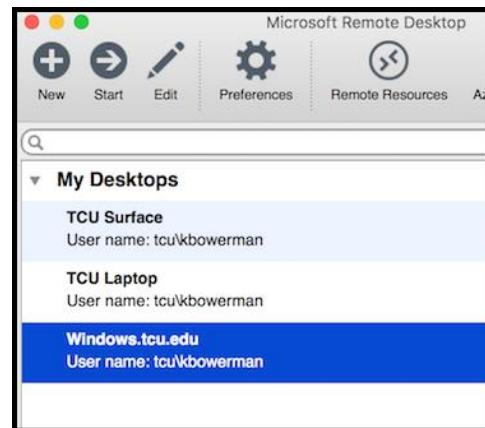 Microsoft Remote Desktop
New Start Edit Preferences Remote Resources Az
My Desktops
TCU Surface
User name: tcu\kbowerman
TCU Laptop
User name: tcu\kbowerman
Windows.tcu.edu
User name: tcu\kbowerman